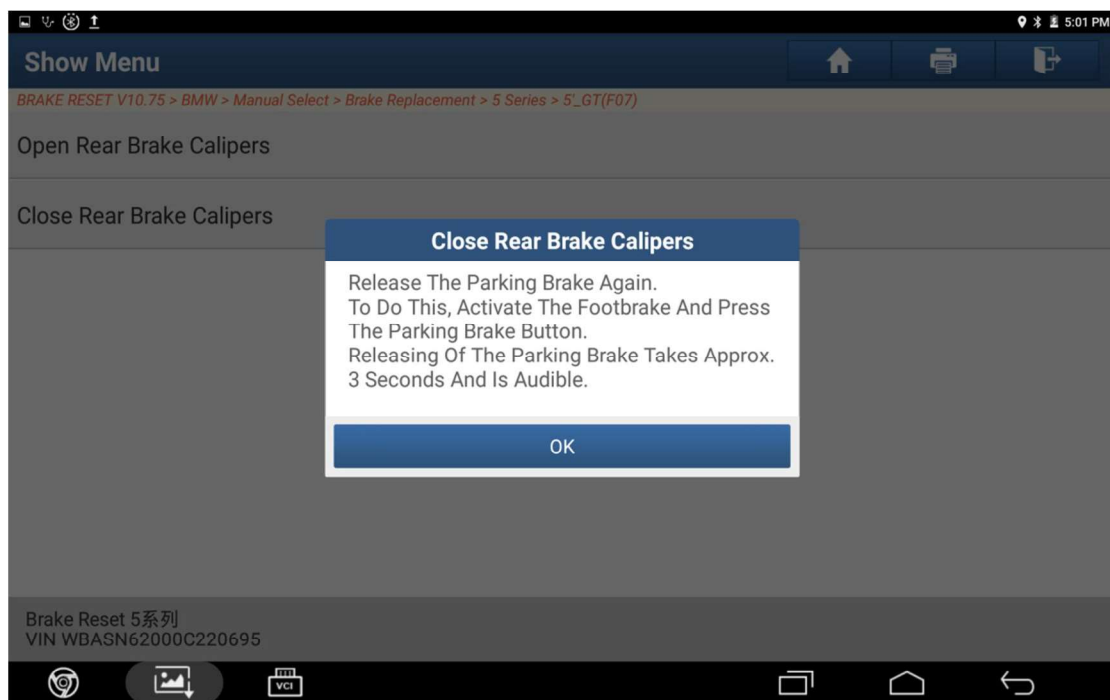 5:01 PM
Show Menu
BRAKE RESET V10.75 > BMW > Manual Select > Brake Replacement > 5 Series > 5'_GT(F07)
Open Rear Brake Calipers
Close Rear Brake Calipers
Close Rear Brake Calipers
Release The Parking Brake Again.
To Do This, Activate The Footbrake And Press
The Parking Brake Button.
Releasing Of The Parking Brake Takes Approx.
3 Seconds And Is Audible.
OK
Brake Reset 5系列
VIN WBASN62000C220695
VCI